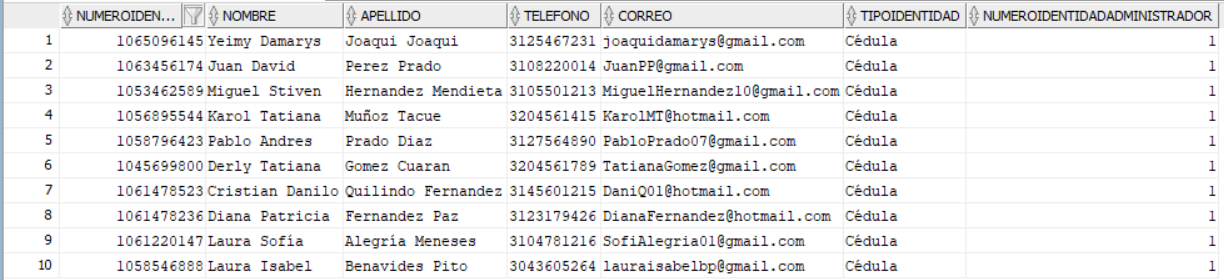 NUMEROIDEN... NOMBRE APELLIDO TELEFONO CORREO TIPOIDENTIDAD NUMEROIDENTIDADADMINISTRADOR
1 1065096145 Yeimy Damarys Joaqui Joaqui 3125467231 joaquidamarys@gmail.com Cédula 1
2 1063456174 Juan David Perez Prado 3108220014 JuanPP@gmail.com Cédula 1
3 1053462589 Miguel Stiven Hernandez Mendieta 3105501213 MiguelHernandez10@gmail.com Cédula 1
4 1056895544 Karol Tatiana Muñoz Tacue 3204561415 KarolMT@hotmail.com Cédula 1
5 1058796423 Pablo Andres Prado Diaz 3127564890 PabloPrado07@gmail.com Cédula 1
6 1045699800 Derly Tatiana Gomez Cuaran 3204561789 TatianaGomez@gmail.com Cédula 1
7 1061478523 Cristian Danilo Quilindo Fernandez 3145601215 DaniQ01@hotmail.com Cédula 1
8 1061478236 Diana Patricia Fernandez Paz 3123179426 DianaFernandez@hotmail.com Cédula 1
9 1061220147 Laura Sofía Alegría Meneses 3104781216 SofiAlegria01@gmail.com Cédula 1
10 1058546888 Laura Isabel Benavides Pito 3043605264 lauraisabelbp@gmail.com Cédula 1